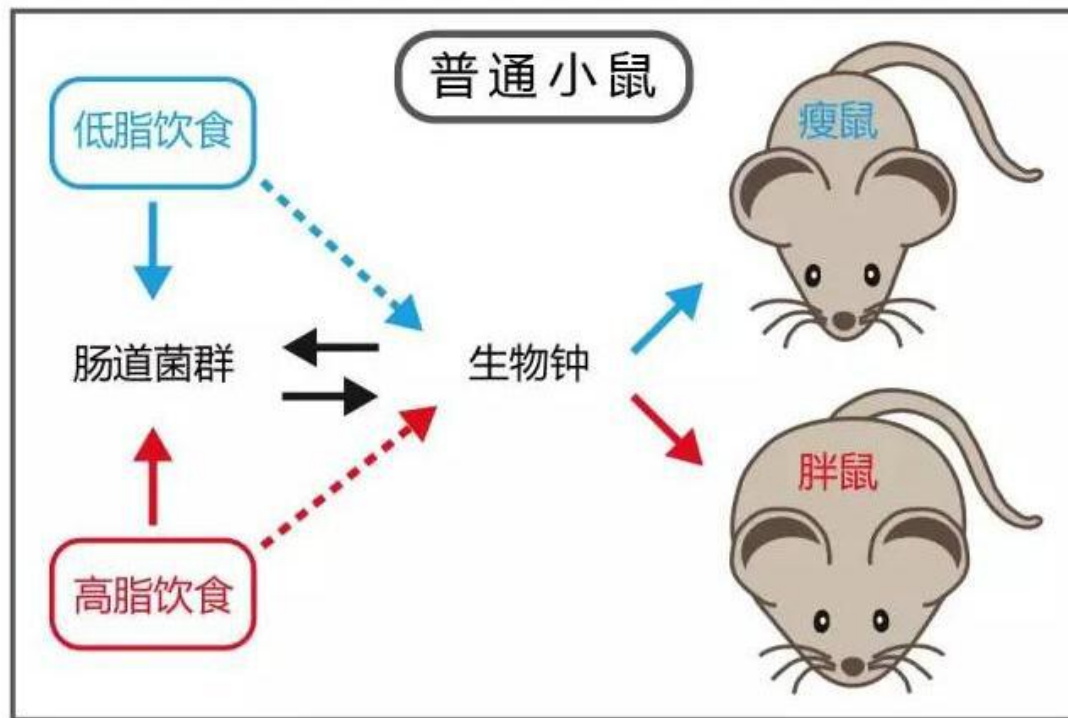 普通小鼠
低脂饮食
瘦鼠
肠道菌群
生物钟
胖鼠
高脂饮食